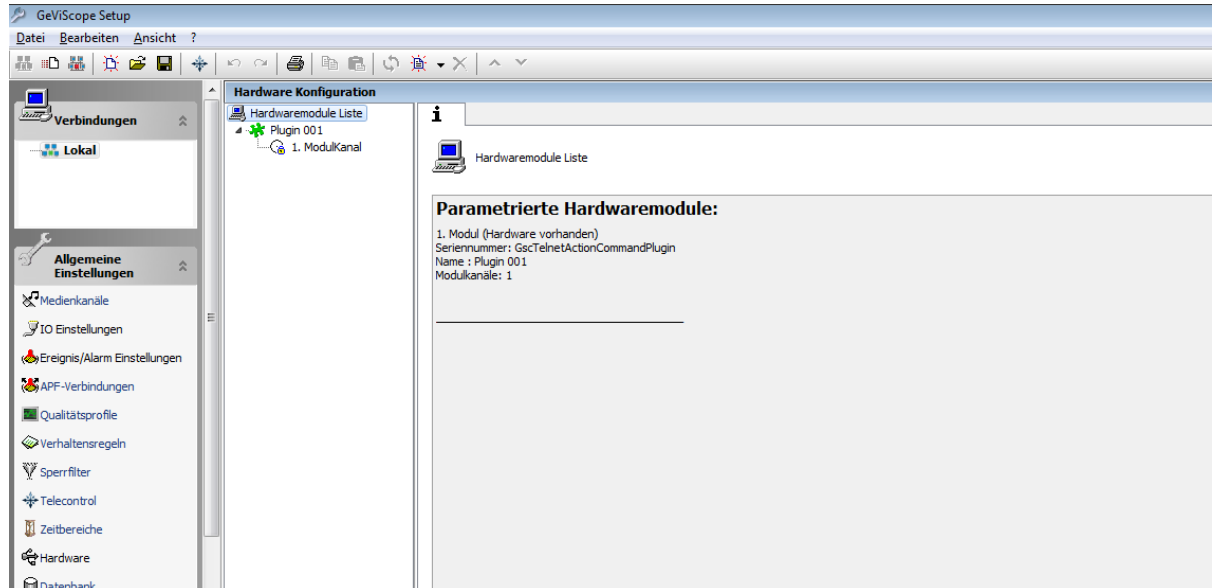 GeViScope Setup
Datei Bearbeiten Ansicht ?
Verbindungen
Lokal
Allgemeine
Einstellungen
Medienkanäle
IO Einstellungen
Ereignis/Alarm Einstellungen
APF-Verbindungen
Qualitätsprofile
Verhaltensregeln
Sperrfilter
Telecontrol
Zeitbereiche
Hardware
Datenbank
Hardware Konfiguration
Hardwaremodule Liste
Plugin 001
1. ModulKanal
i
Hardwaremodule Liste
Parametrierte Hardwaremodule:
1. Modul (Hardware vorhanden)
Seriennummer: GscTelnetActionCommandPlugin
Name : Plugin 001
Modulkanäle: 1